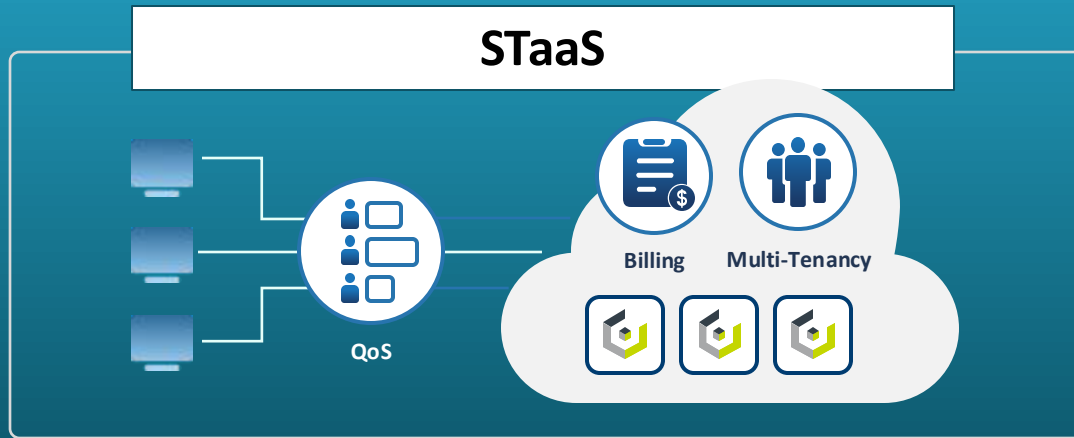 STaaS
$
Billing
Multi-Tenancy
QoS